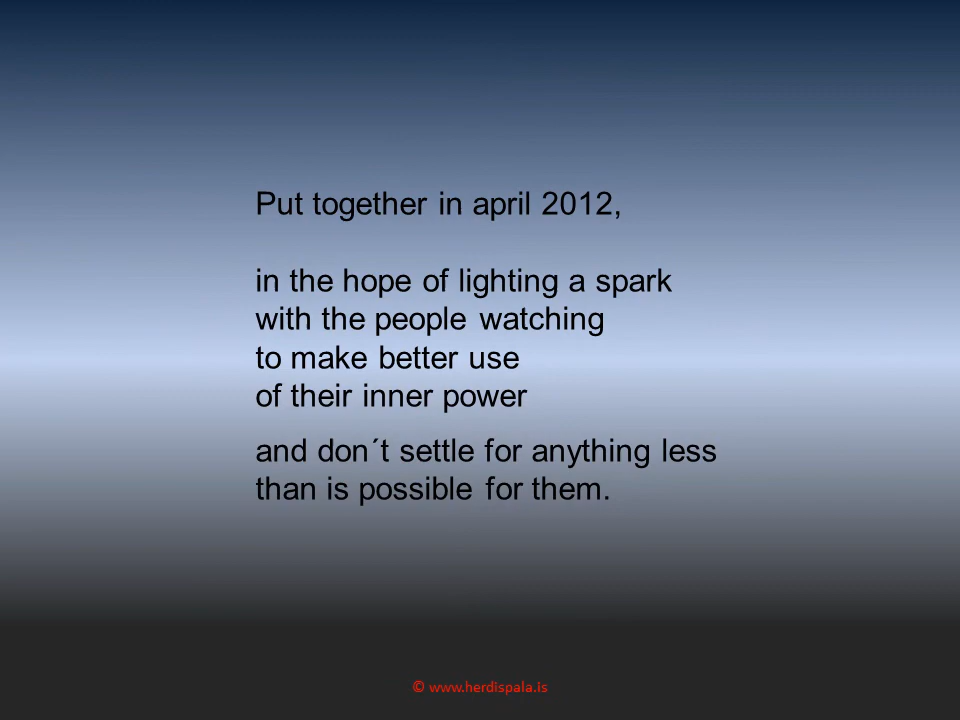 Put together in april 2012,
in the hope of lighting a spark
with the people watching
to make better use
of their inner power
and don´t settle for anything less
than is possible for them.
© www.herdispala.is